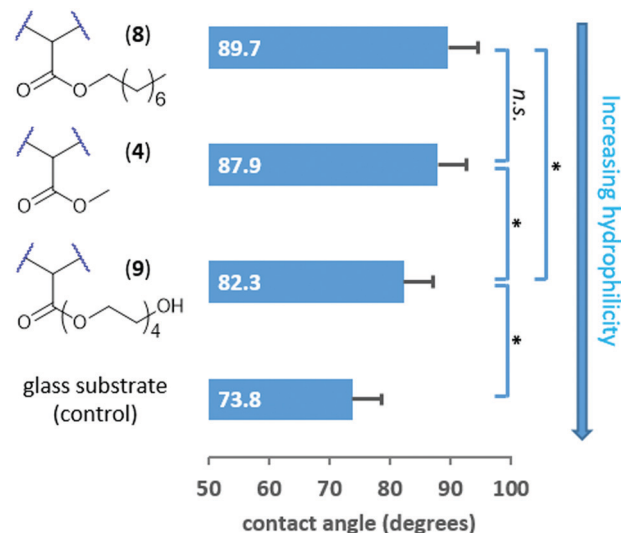 (8)
O
O
6
89.7
(4)
O
O
87.9
(9)
O
O
4
OH
82.3
glass substrate
(control)
73.8
n.s.
*
*
*
Increasing hydrophilicity
50 60 70 80 90 100
contact angle (degrees)